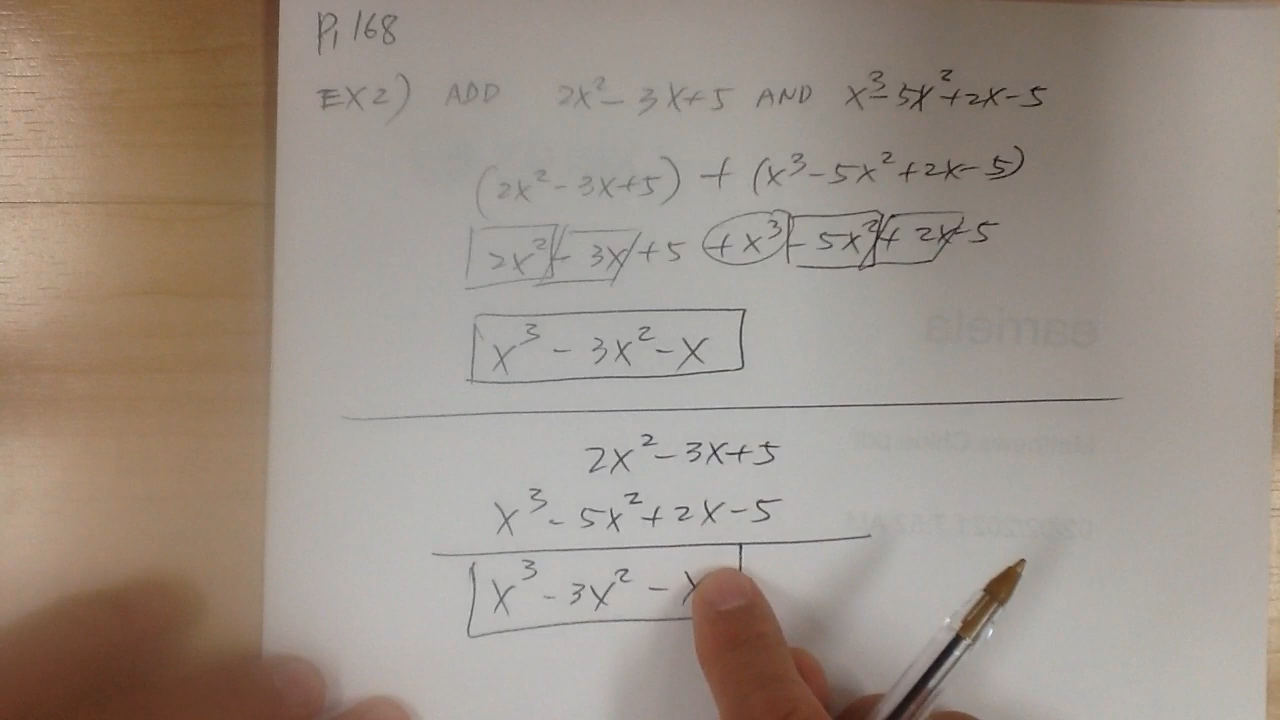 P, 168
EX2) ADD 2x² - 3x + 5 AND x³ - 5x² + 2x - 5
(2x² - 3x + 5) + (x³ - 5x² + 2x - 5)
2x² - 3x + 5 + x³ - 5x² + 2x - 5
x³ - 3x² - x
2x² - 3x + 5
x³ - 5x² + 2x - 5
x³ - 3x² - x